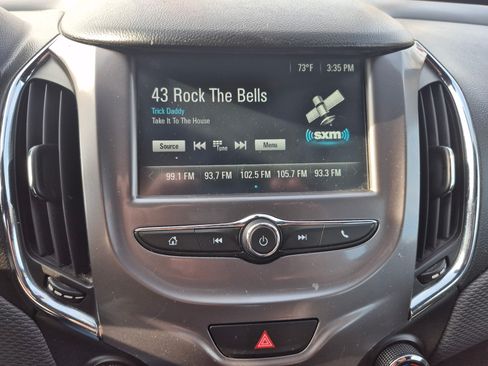 73°F 3:35 PM
43 Rock The Bells
Trick Daddy
Take It To The House
Source Tune Menu
sxm
99.1 FM 93.7 FM 102.5 FM 105.7 FM 93.3 FM